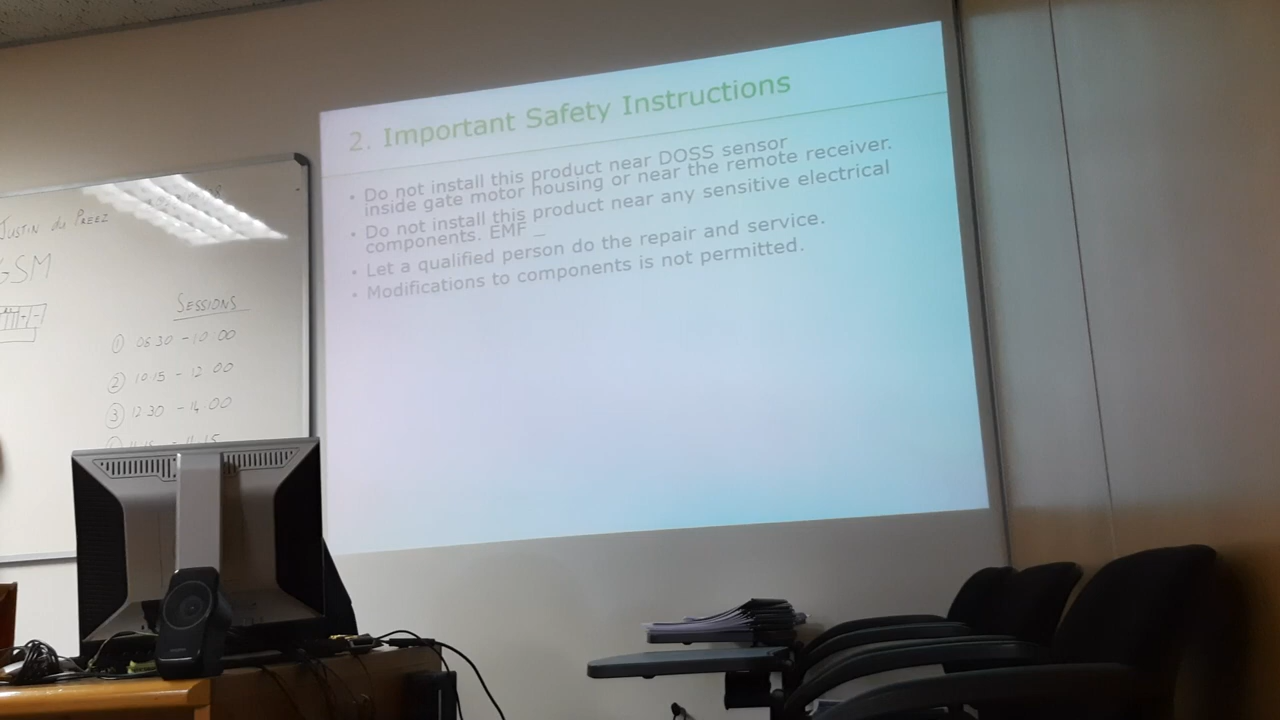 2. Important Safety Instructions
• Do not install this product near DOSS sensor
inside gate motor housing or near the remote receiver.
• Do not install this product near any sensitive electrical
components. EMF _
• Let a qualified person do the repair and service.
• Modifications to components is not permitted.
JUSTIN du PREEZ
GSM
SESSIONS
① 08 30 - 10:00
② 10:15 - 12:00
③ 12:30 - 14:00